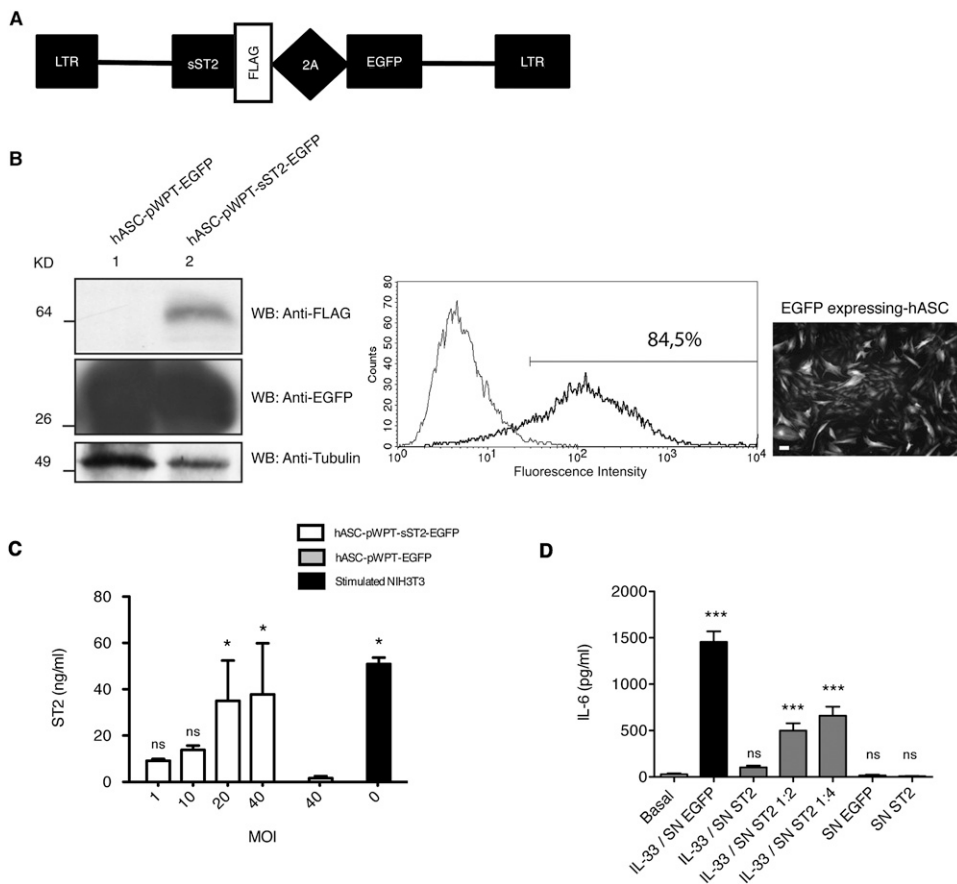 A
LTR
sST2
FLAG
2A
EGFP
LTR
B
hASC-pWPT-EGFP
hASC-pWPT-sST2-EGFP
KD
1
2
64
WB: Anti-FLAG
26
WB: Anti-EGFP
49
WB: Anti-Tubulin
80
70
60
50
40
30
20
10
0
Counts
84,5%
10⁰
10¹
10²
10³
10⁴
Fluorescence Intensity
EGFP expressing-hASC
C
hASC-pWPT-sST2-EGFP
hASC-pWPT-EGFP
Stimulated NIH3T3
ST2 (ng/ml)
80
60
40
20
0
ns
ns
*
*
*
1
10
20
40
40
0
MOI
D
IL-6 (pg/ml)
2000
1500
1000
500
0
***
ns
***
***
ns
ns
Basal
IL-33 / SN EGFP
IL-33 / SN ST2
IL-33 / SN ST2 1:2
IL-33 / SN ST2 1:4
SN EGFP
SN ST2